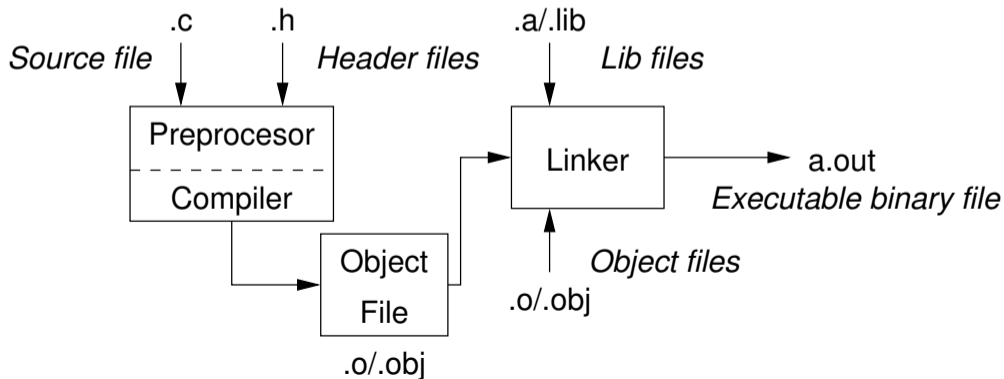 .c
.h
.a/.lib
Source file
Header files
Lib files
Preprocesor
Compiler
Linker
a.out
Executable binary file
Object
File
.o/.obj
Object files
.o/.obj